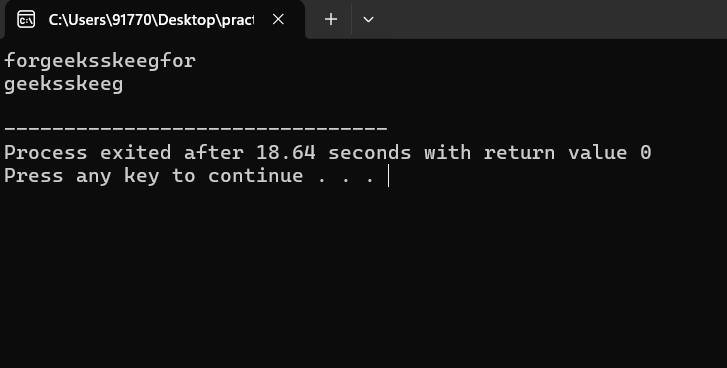 C:\Users\91770\Desktop\pract
forgeeksskeegfor
geeksskeeg
--------------------------------
Process exited after 18.64 seconds with return value 0
Press any key to continue . . .